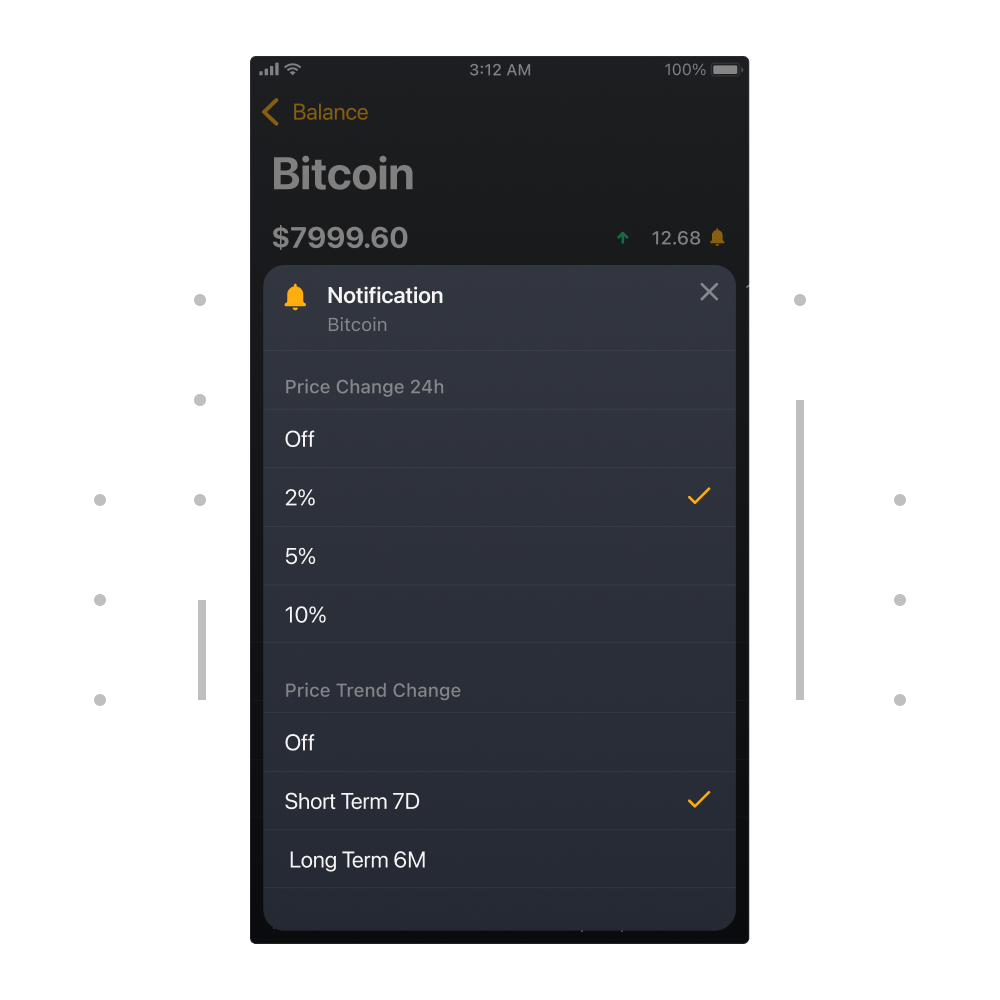 3:12 AM 100%
Balance
Bitcoin
$7999.60 12.68
Notification
Bitcoin
Price Change 24h
Off
2%
5%
10%
Price Trend Change
Off
Short Term 7D
Long Term 6M